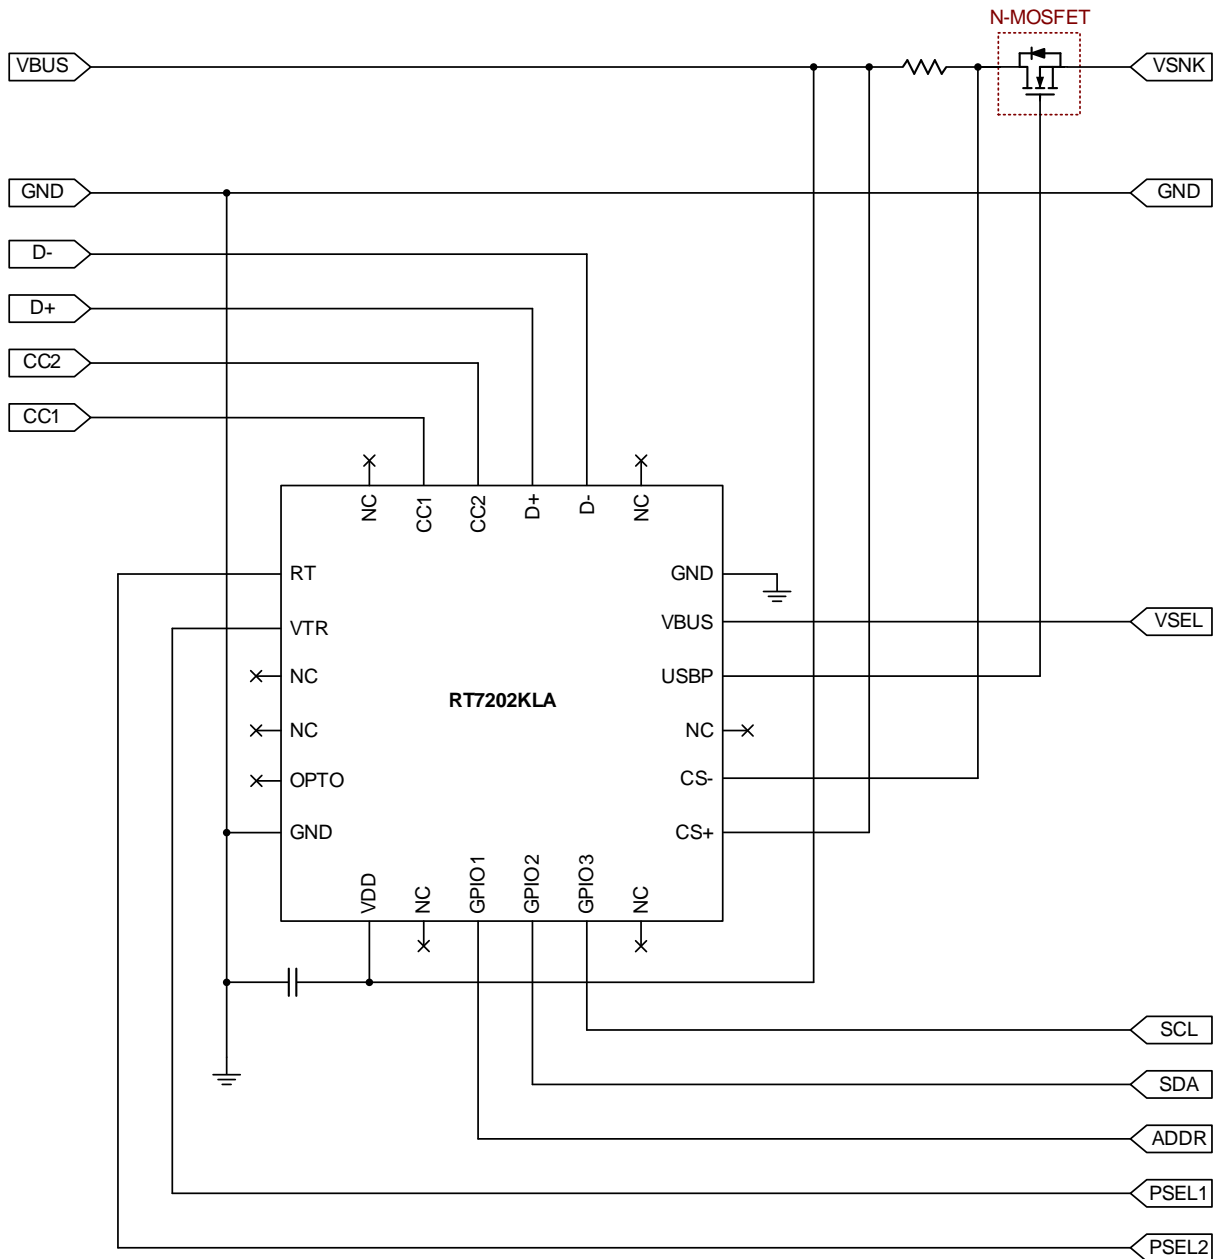 N-MOSFET
VBUS
VSNK
GND
GND
D-
D+
CC2
CC1
NC
CC1
CC2
D+
D-
NC
RT
GND
VTR
VBUS
VSEL
NC
USBP
RT7202KLA
NC
NC
OPTO
CS-
GND
CS+
VDD
NC
GPIO1
GPIO2
GPIO3
NC
SCL
SDA
ADDR
PSEL1
PSEL2